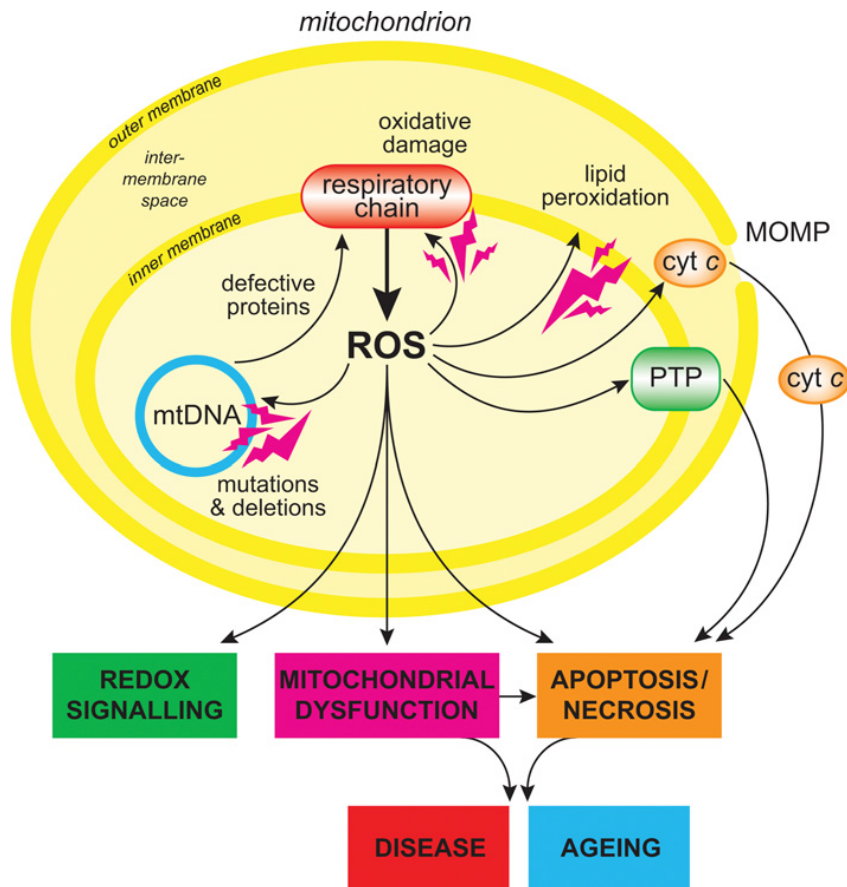 mitochondrion
outer membrane
inter-
membrane
space
inner membrane
oxidative
damage
respiratory
chain
lipid
peroxidation
MOMP
cyt c
defective
proteins
ROS
PTP
cyt c
mtDNA
mutations
& deletions
REDOX
SIGNALLING
MITOCHONDRIAL
DYSFUNCTION
APOPTOSIS/
NECROSIS
DISEASE
AGEING